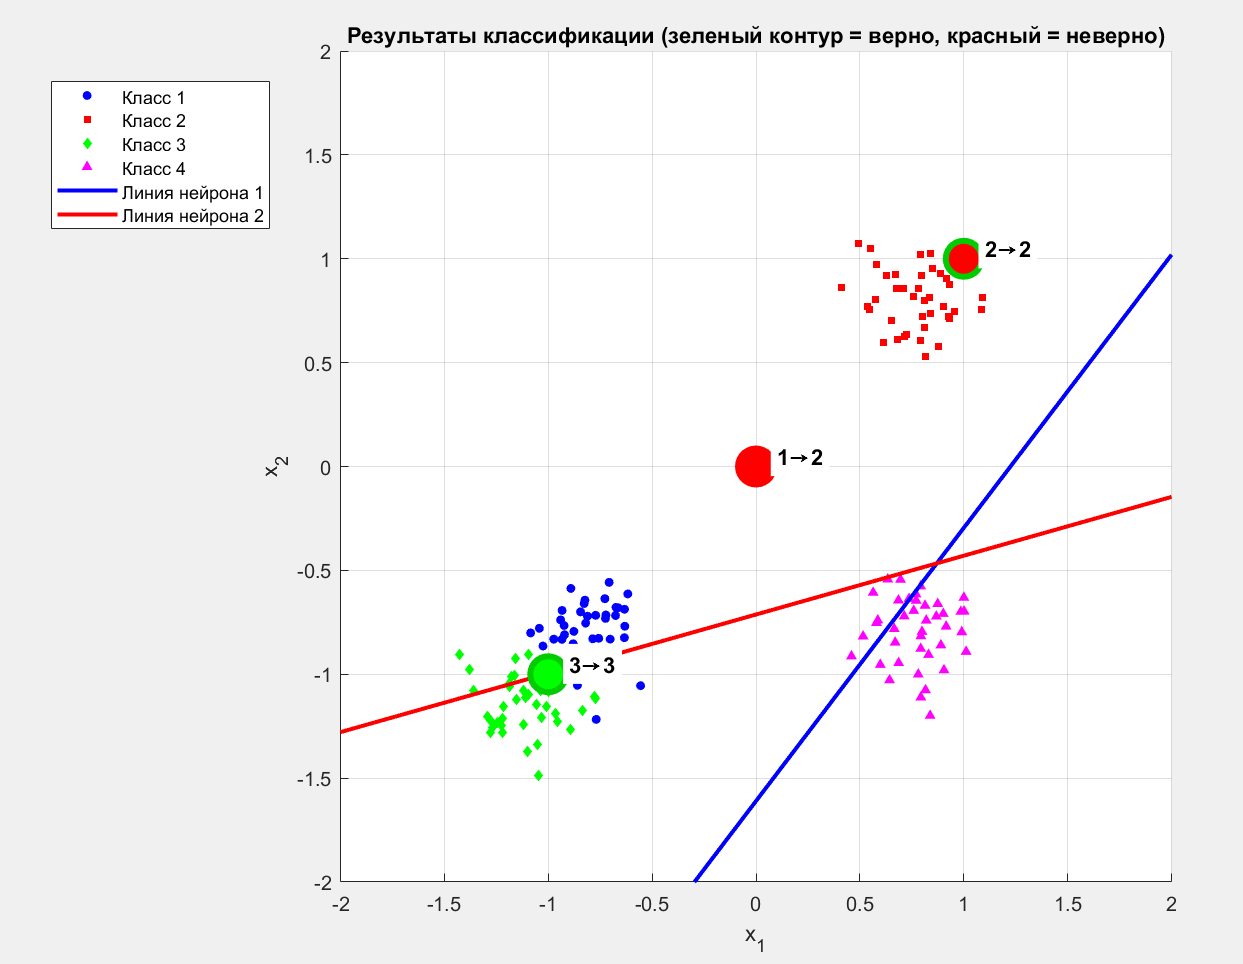 Результаты классификации (зеленый контур = верно, красный = неверно)
Класс 1
Класс 2
Класс 3
Класс 4
Линия нейрона 1
Линия нейрона 2
2
1.5
1
0.5
0
-0.5
-1
-1.5
-2
x2
2→2
1→2
3→3
-2 -1.5 -1 -0.5 0 0.5 1 1.5 2
x1